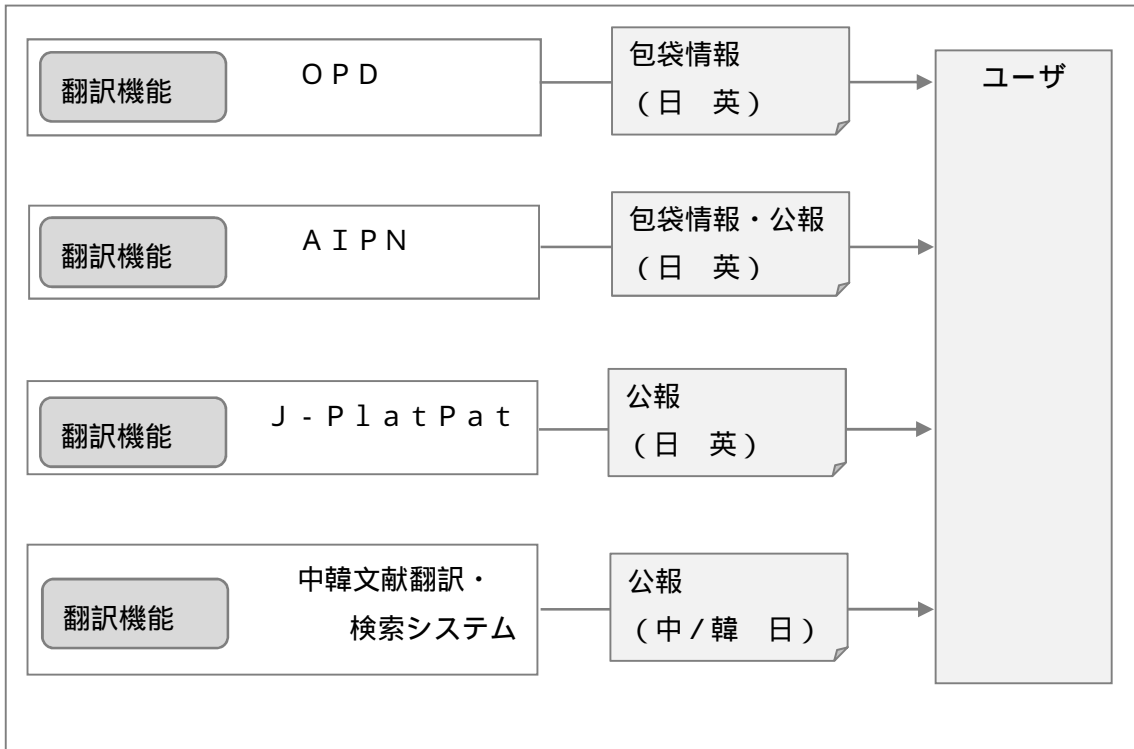 翻訳機能
ＯＰＤ
包袋情報
（日　英）
ユーザ
翻訳機能
ＡＩＰＮ
包袋情報・公報
（日　英）
翻訳機能
Ｊ‐ＰｌａｔＰａｔ
公報
（日　英）
翻訳機能
中韓文献翻訳・
検索システム
公報
（中／韓　日）